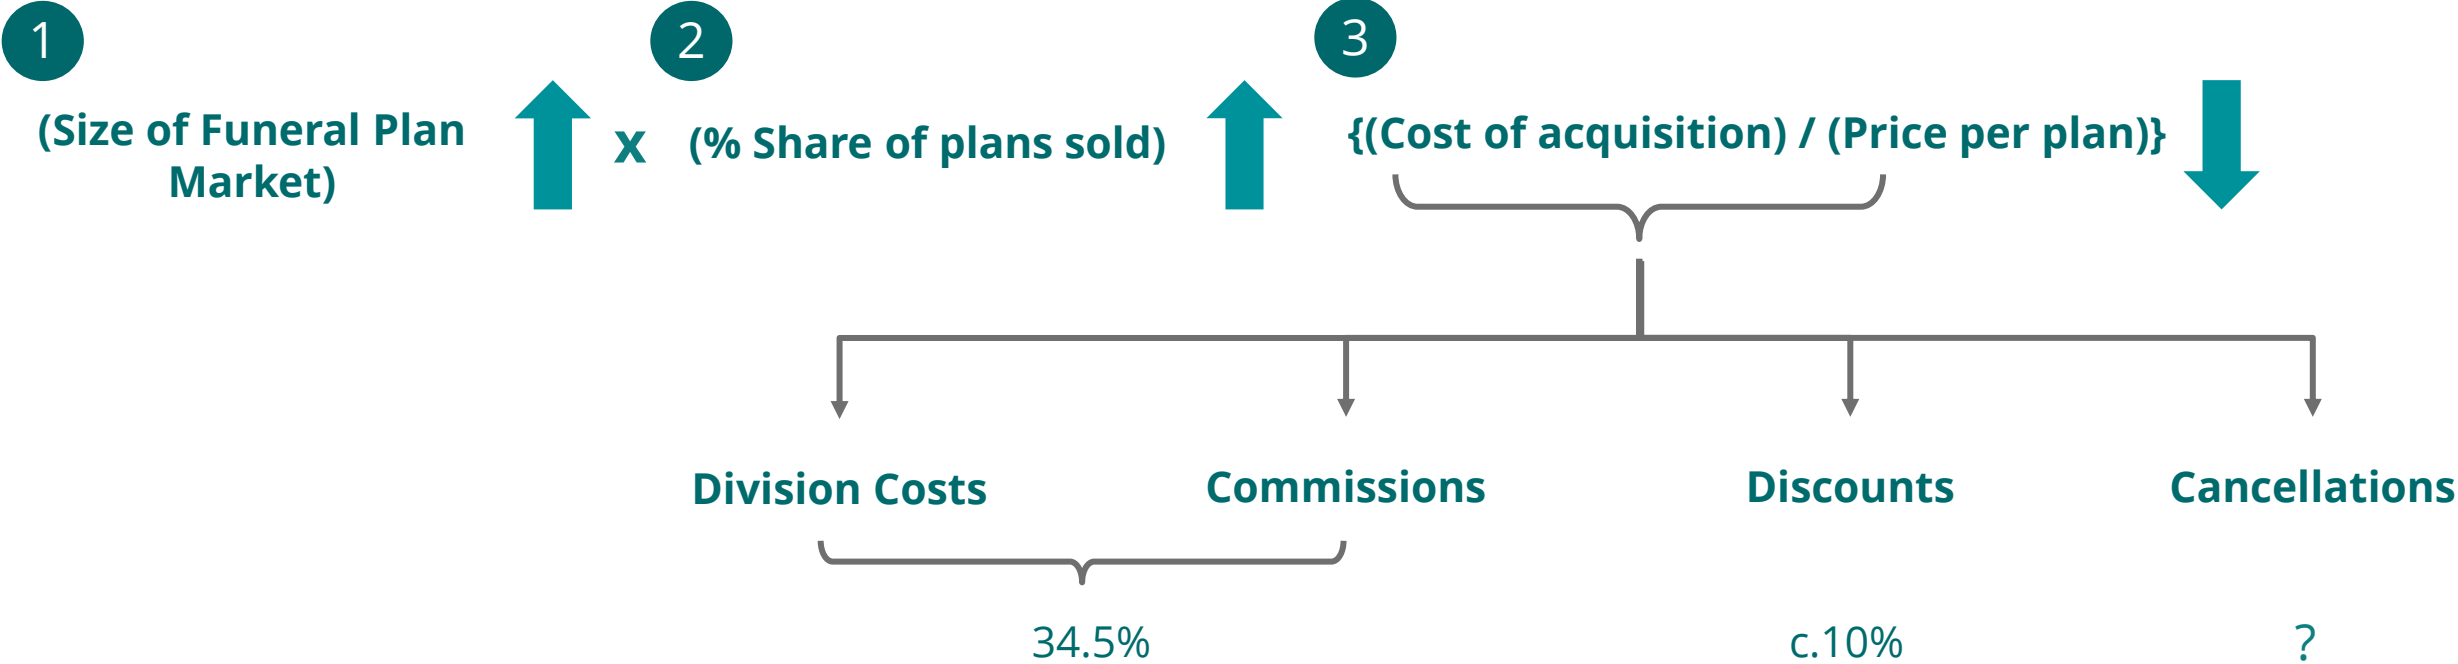 1
2
3
(Size of Funeral Plan
Market)
x
(% Share of plans sold)
{(Cost of acquisition) / (Price per plan)}
Division Costs
Commissions
Discounts
Cancellations
34.5%
c.10%
?